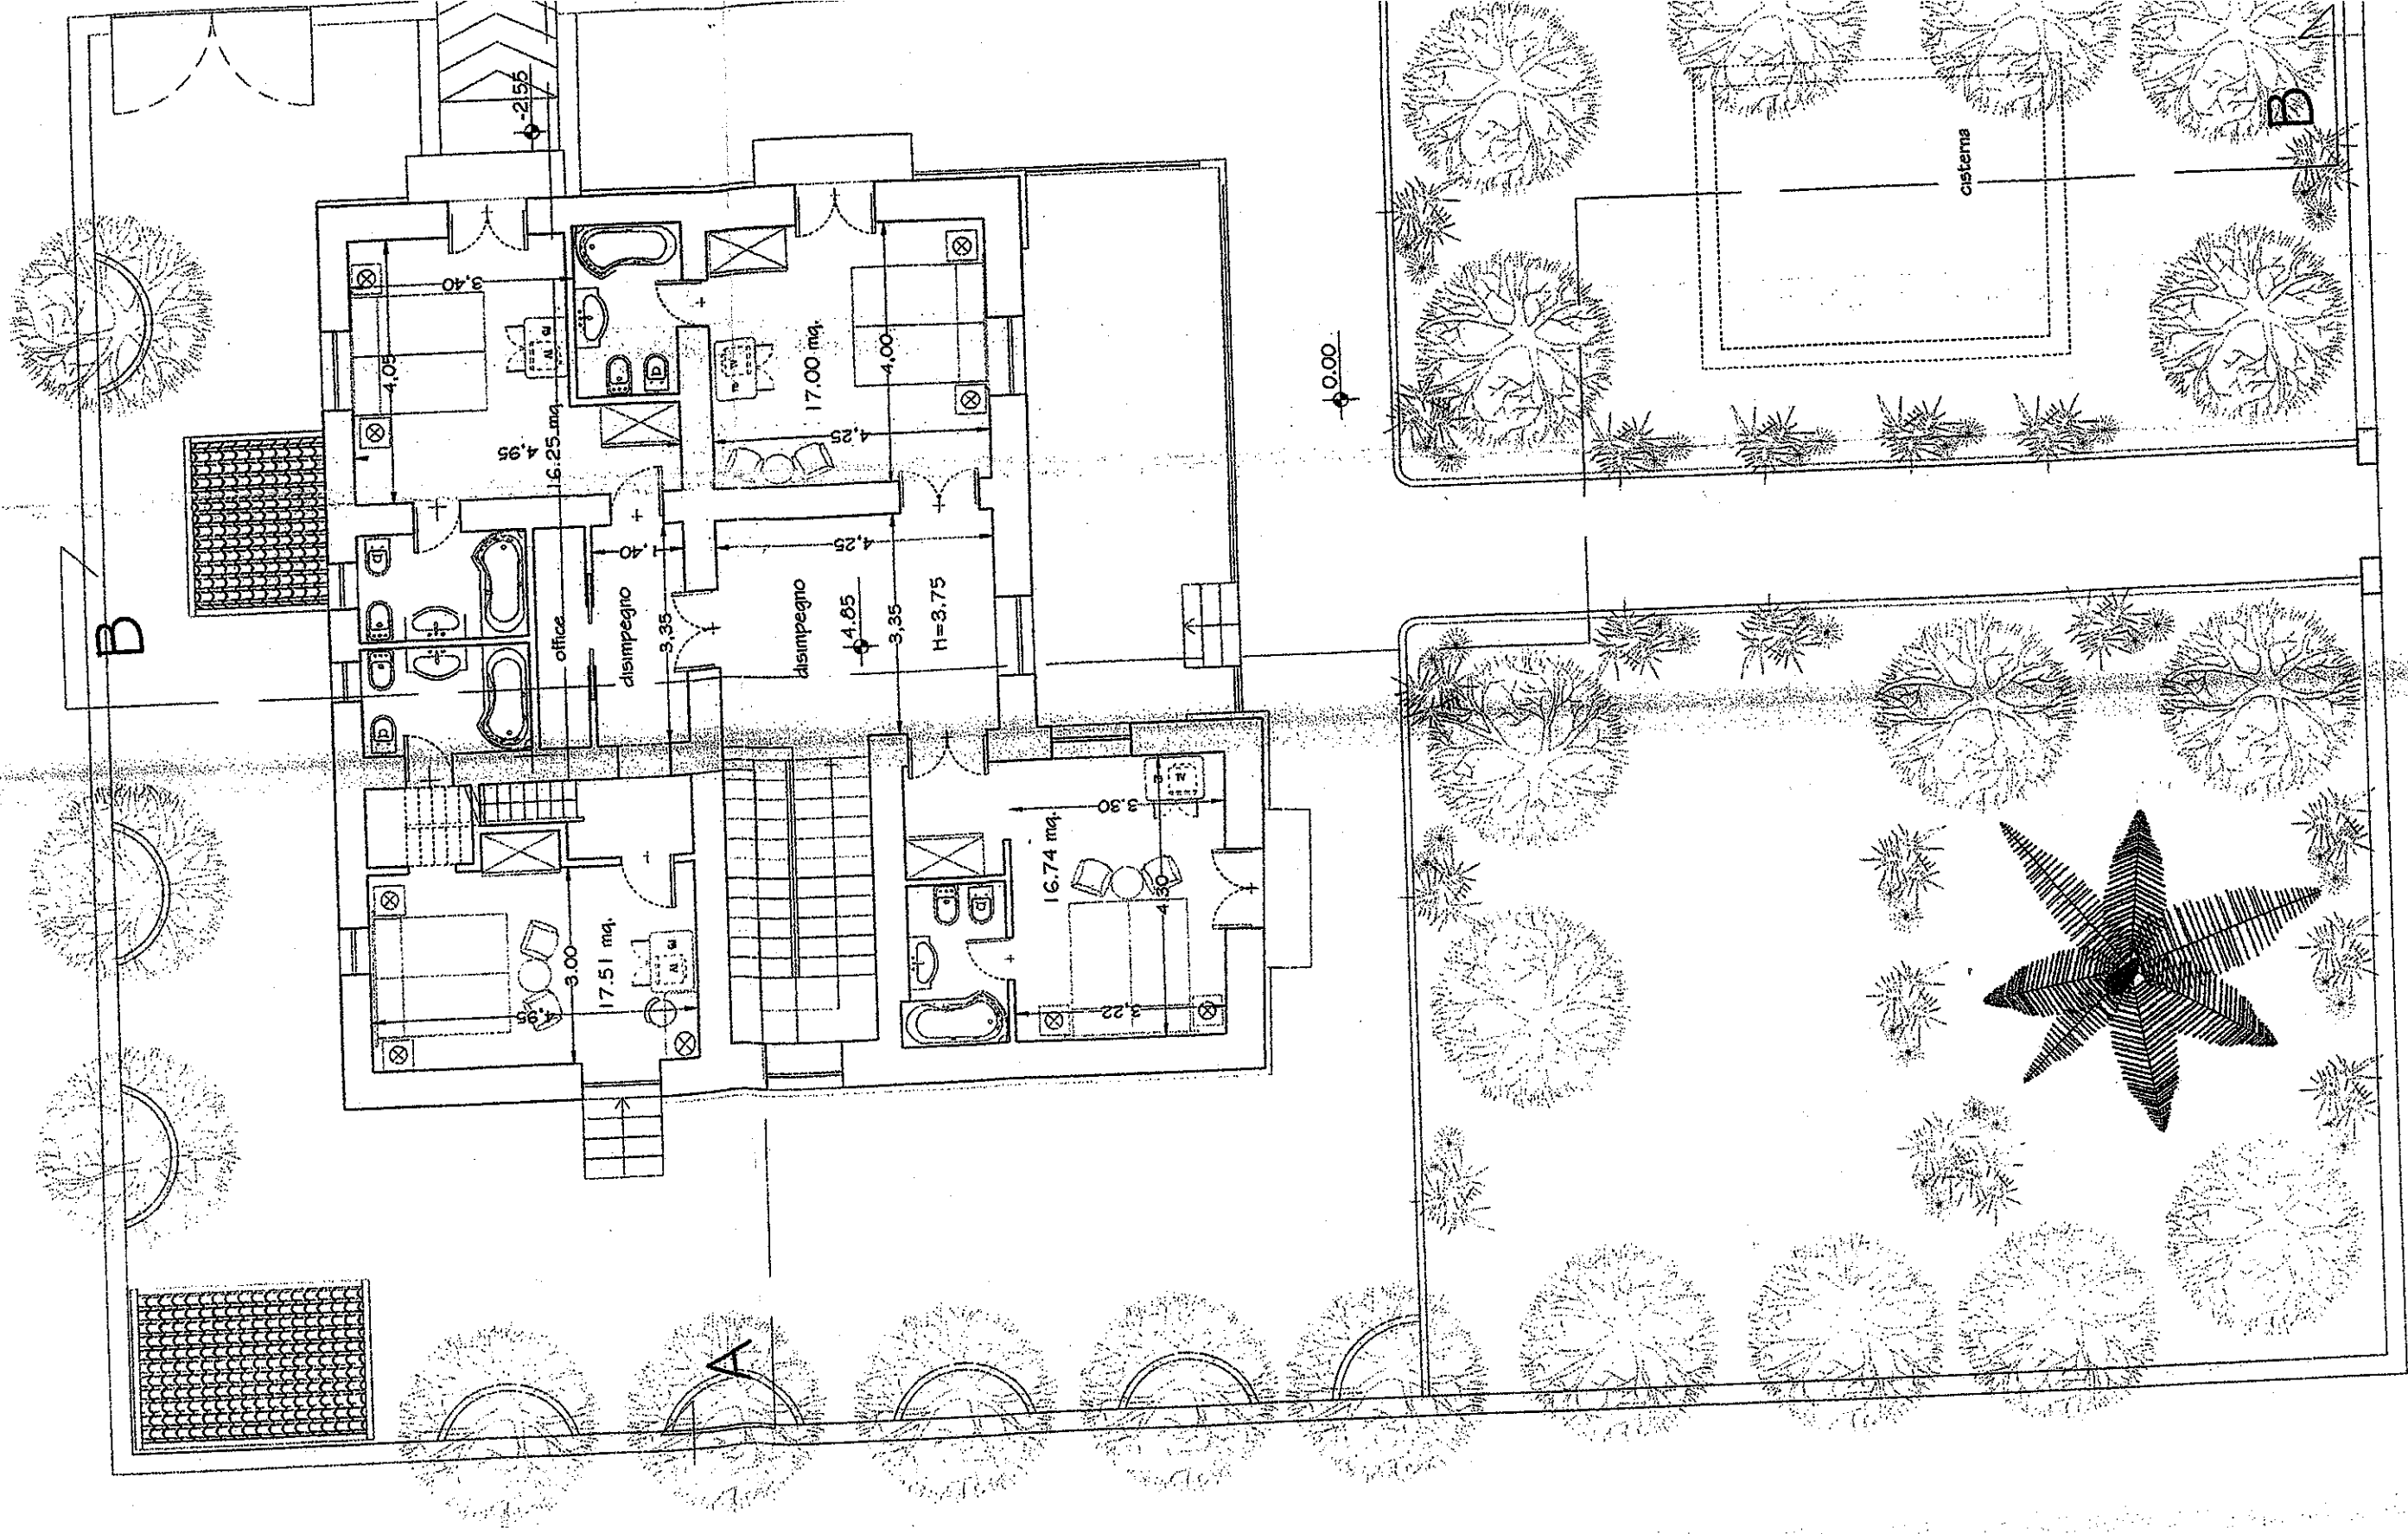 -2.55
B
cisterna
3,40
4,05
16.25 mq.
4,95
17.00 mq.
4,00
4,25
0.00
B
office
disimpegno
1,40
3,35
disimpegno
4,25
4.85
3,35
H=3.75
3.00
17.51 mq.
4,95
16.74 mq.
3.30
4.30
3,22
A